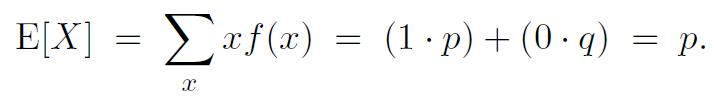 E[X] = ∑ₓ xf(x) = (1 · p) + (0 · q) = p.